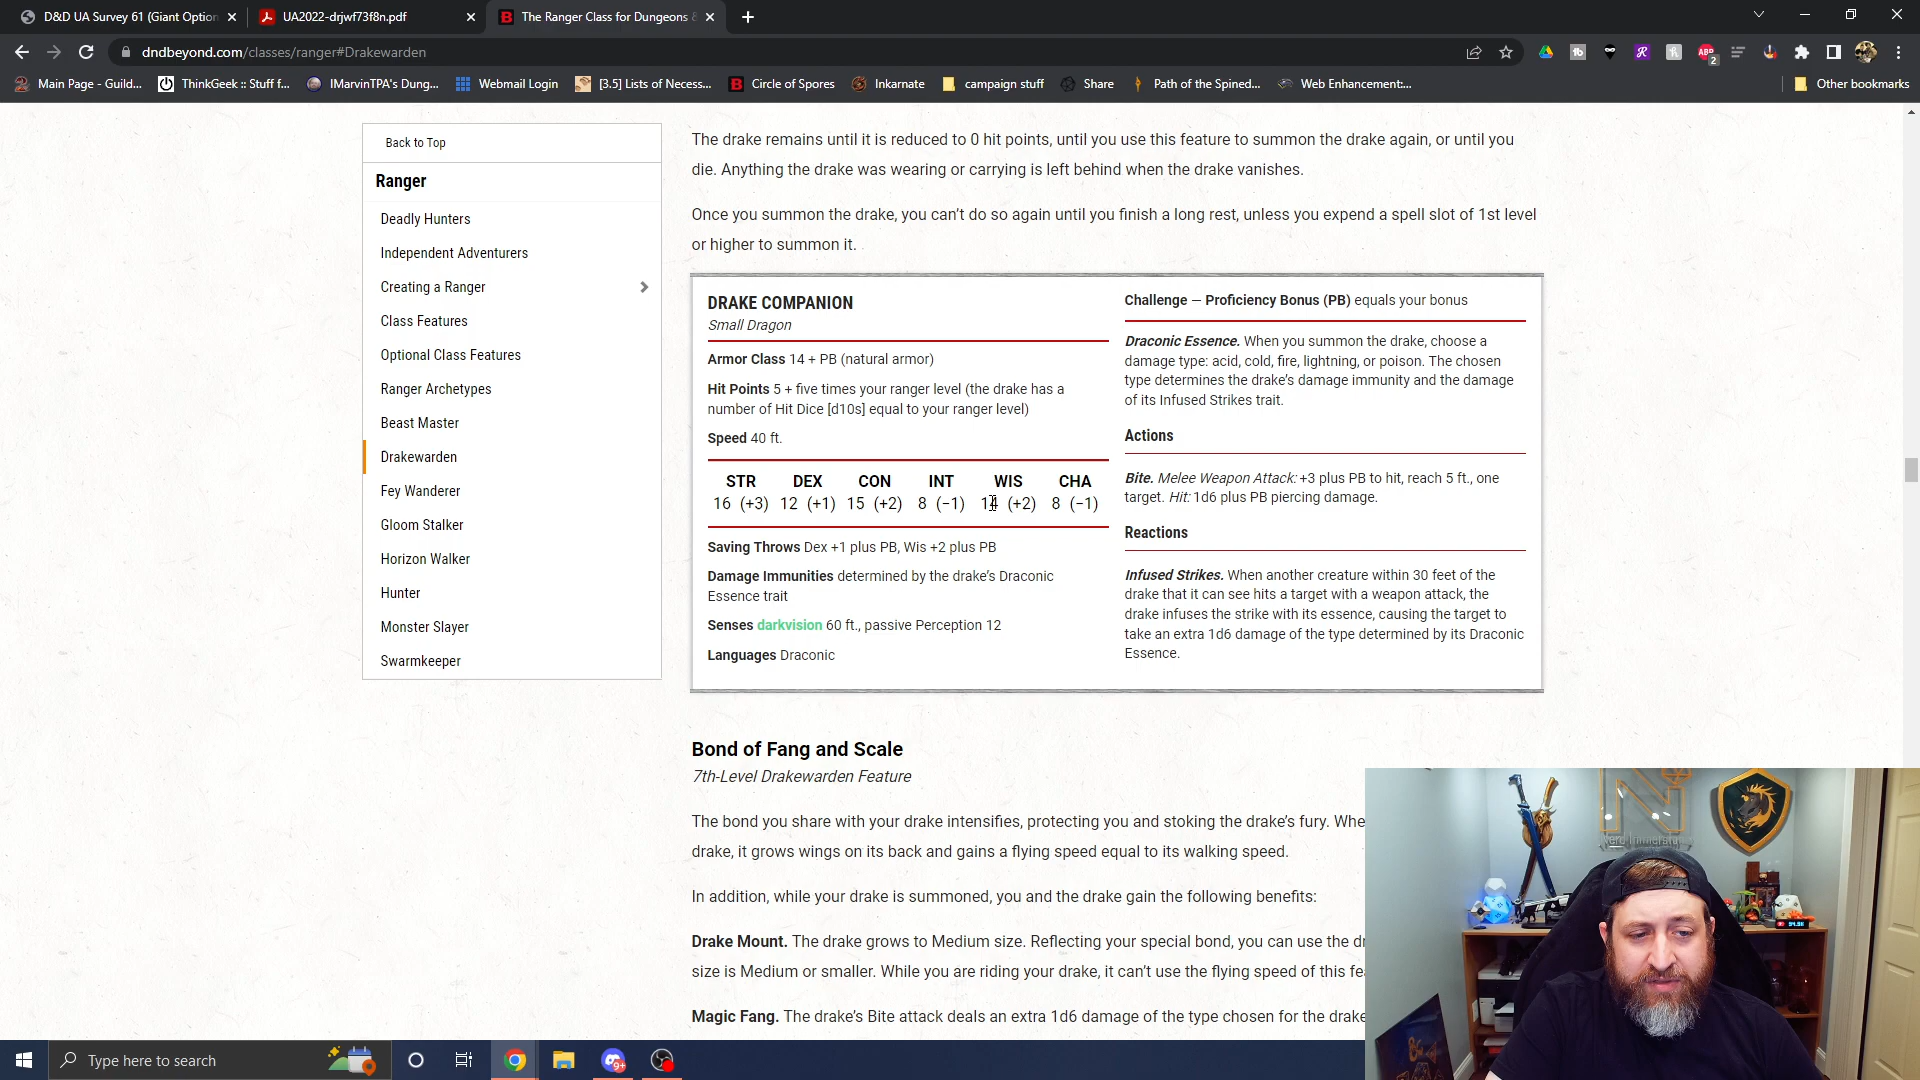 D&D UA Survey 61 (Giant Option
UA2022-drjwf73f8n.pdf
The Ranger Class for Dungeons &
dndbeyond.com/classes/ranger#Drakewarden
ABP
2
Main Page - Guild...
ThinkGeek :: Stuff f...
IMarvinTPA's Dung...
Webmail Login
[3.5] Lists of Necess...
Circle of Spores
Inkarnate
campaign stuff
Share
Path of the Spined...
Web Enhancement:...
Other bookmarks
Back to Top
Ranger
Deadly Hunters
Independent Adventurers
Creating a Ranger
Class Features
Optional Class Features
Ranger Archetypes
Beast Master
Drakewarden
Fey Wanderer
Gloom Stalker
Horizon Walker
Hunter
Monster Slayer
Swarmkeeper
The drake remains until it is reduced to 0 hit points, until you use this feature to summon the drake again, or until you
die. Anything the drake was wearing or carrying is left behind when the drake vanishes.
Once you summon the drake, you can't do so again until you finish a long rest, unless you expend a spell slot of 1st level
or higher to summon it.
DRAKE COMPANION
Small Dragon
Armor Class 14 + PB (natural armor)
Hit Points 5 + five times your ranger level (the drake has a
number of Hit Dice [d10s] equal to your ranger level)
Speed 40 ft.
STR DEX CON INT WIS CHA
16 (+3) 12 (+1) 15 (+2) 8 (−1) 14 (+2) 8 (−1)
Saving Throws Dex +1 plus PB, Wis +2 plus PB
Damage Immunities determined by the drake's Draconic
Essence trait
Senses darkvision 60 ft., passive Perception 12
Languages Draconic
Challenge — Proficiency Bonus (PB) equals your bonus
Draconic Essence. When you summon the drake, choose a
damage type: acid, cold, fire, lightning, or poison. The chosen
type determines the drake's damage immunity and the damage
of its Infused Strikes trait.
Actions
Bite. Melee Weapon Attack: +3 plus PB to hit, reach 5 ft., one
target. Hit: 1d6 plus PB piercing damage.
Reactions
Infused Strikes. When another creature within 30 feet of the
drake that it can see hits a target with a weapon attack, the
drake infuses the strike with its essence, causing the target to
take an extra 1d6 damage of the type determined by its Draconic
Essence.
Bond of Fang and Scale
7th-Level Drakewarden Feature
The bond you share with your drake intensifies, protecting you and stoking the drake's fury. Whe
drake, it grows wings on its back and gains a flying speed equal to its walking speed.
In addition, while your drake is summoned, you and the drake gain the following benefits:
Drake Mount. The drake grows to Medium size. Reflecting your special bond, you can use the dr
size is Medium or smaller. While you are riding your drake, it can't use the flying speed of this fea
Magic Fang. The drake's Bite attack deals an extra 1d6 damage of the type chosen for the drake
Type here to search
9+